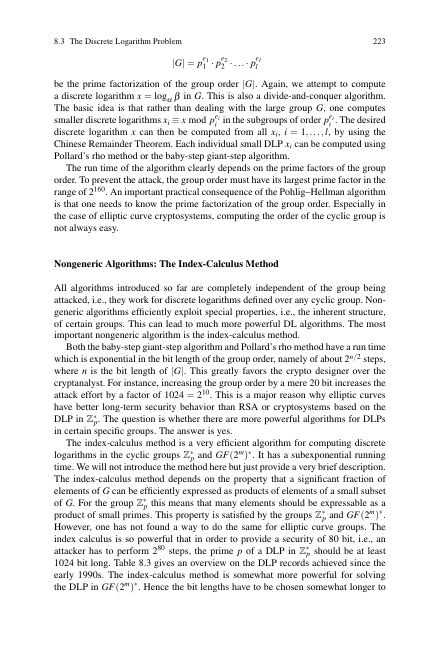 8.3 The Discrete Logarithm Problem 223
|G| = p_1^{e_1} · p_2^{e_2} · ... · p_l^{e_l}
be the prime factorization of the group order |G|. Again, we attempt to compute
a discrete logarithm x = log_α β in G. This is also a divide-and-conquer algorithm.
The basic idea is that rather than dealing with the large group G, one computes
smaller discrete logarithms x_i ≡ x mod p_i^{e_i} in the subgroups of order p_i^{e_i}. The desired
discrete logarithm x can then be computed from all x_i, i = 1,...,l, by using the
Chinese Remainder Theorem. Each individual small DLP x_i can be computed using
Pollard's rho method or the baby-step giant-step algorithm.
The run time of the algorithm clearly depends on the prime factors of the group
order. To prevent the attack, the group order must have its largest prime factor in the
range of 2^{160}. An important practical consequence of the Pohlig–Hellman algorithm
is that one needs to know the prime factorization of the group order. Especially in
the case of elliptic curve cryptosystems, computing the order of the cyclic group is
not always easy.
Nongeneric Algorithms: The Index-Calculus Method
All algorithms introduced so far are completely independent of the group being
attacked, i.e., they work for discrete logarithms defined over any cyclic group. Non-
generic algorithms efficiently exploit special properties, i.e., the inherent structure,
of certain groups. This can lead to much more powerful DL algorithms. The most
important nongeneric algorithm is the index-calculus method.
Both the baby-step giant-step algorithm and Pollard's rho method have a run time
which is exponential in the bit length of the group order, namely of about 2^{n/2} steps,
where n is the bit length of |G|. This greatly favors the crypto designer over the
cryptanalyst. For instance, increasing the group order by a mere 20 bit increases the
attack effort by a factor of 1024 = 2^{10}. This is a major reason why elliptic curves
have better long-term security behavior than RSA or cryptosystems based on the
DLP in ℤ_p^*. The question is whether there are more powerful algorithms for DLPs
in certain specific groups. The answer is yes.
The index-calculus method is a very efficient algorithm for computing discrete
logarithms in the cyclic groups ℤ_p^* and GF(2^m)^*. It has a subexponential running
time. We will not introduce the method here but just provide a very brief description.
The index-calculus method depends on the property that a significant fraction of
elements of G can be efficiently expressed as products of elements of a small subset
of G. For the group ℤ_p^* this means that many elements should be expressable as a
product of small primes. This property is satisfied by the groups ℤ_p^* and GF(2^m)^*.
However, one has not found a way to do the same for elliptic curve groups. The
index calculus is so powerful that in order to provide a security of 80 bit, i.e., an
attacker has to perform 2^{80} steps, the prime p of a DLP in ℤ_p^* should be at least
1024 bit long. Table 8.3 gives an overview on the DLP records achieved since the
early 1990s. The index-calculus method is somewhat more powerful for solving
the DLP in GF(2^m)^*. Hence the bit lengths have to be chosen somewhat longer to